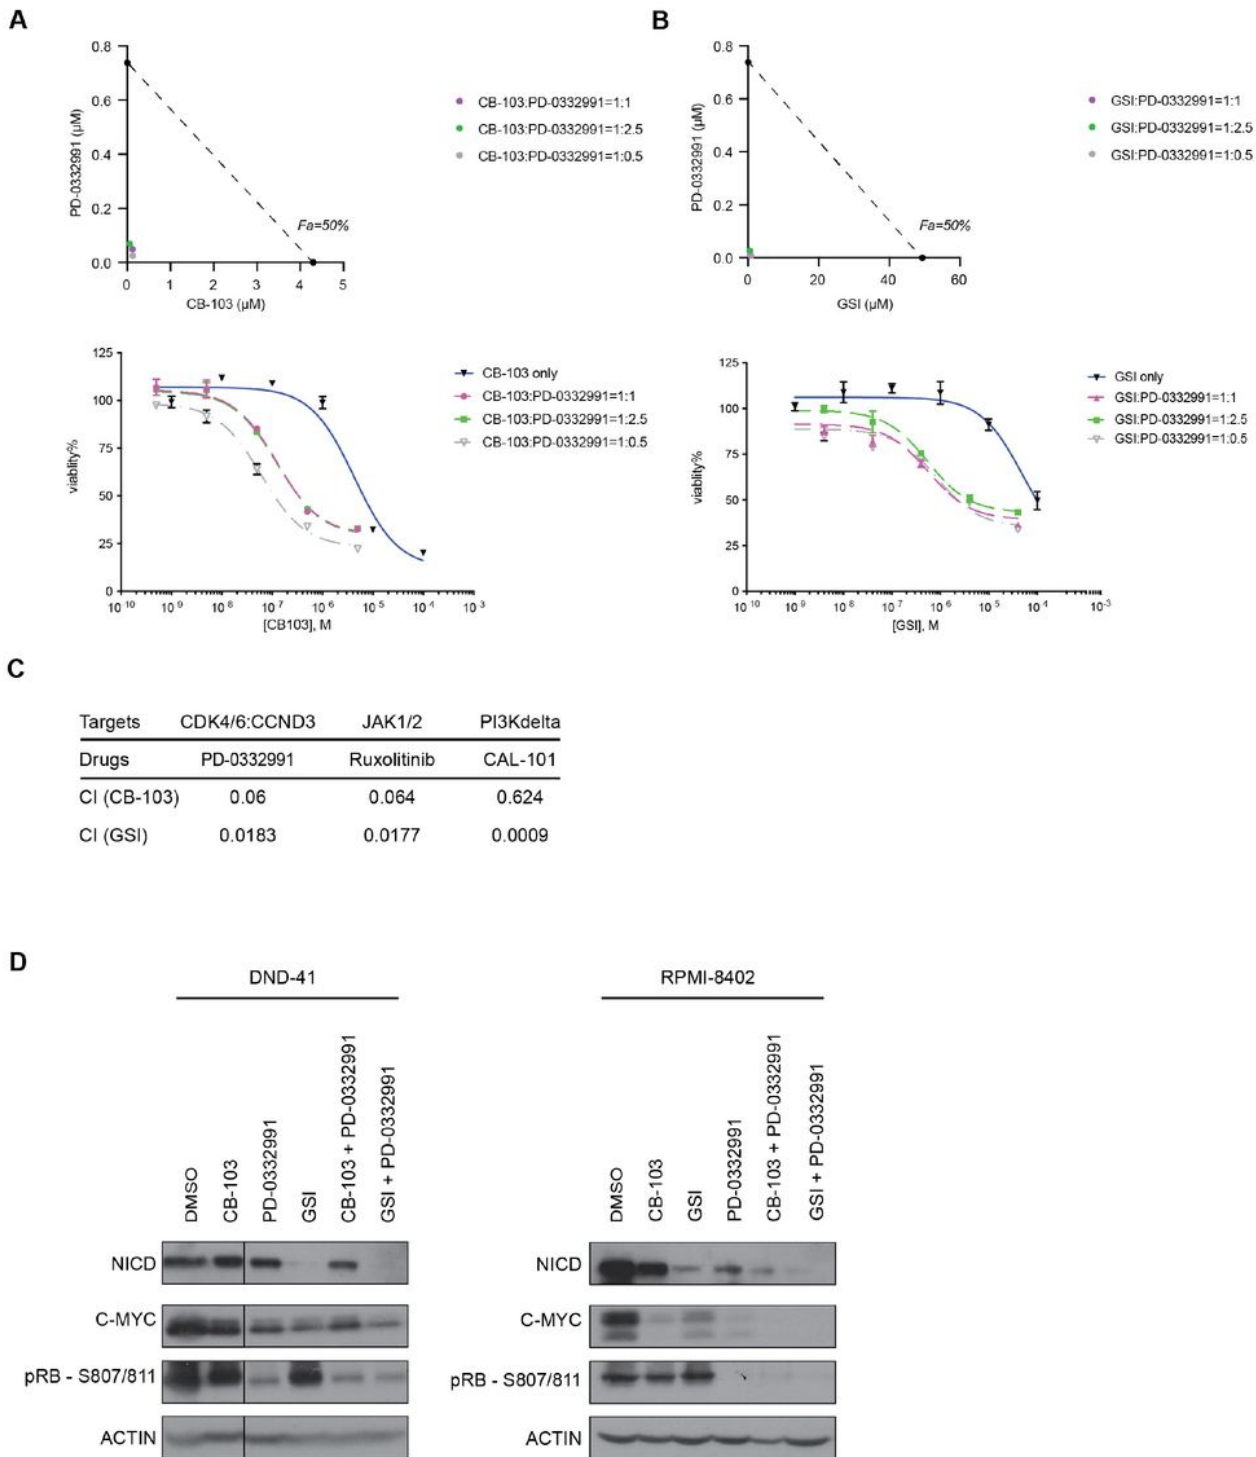 A
0.8
0.6
0.4
0.2
0.0
PD-0332991 (µM)
0 1 2 3 4 5
CB-103 (µM)
Fa=50%
CB-103:PD-0332991=1:1
CB-103:PD-0332991=1:2.5
CB-103:PD-0332991=1:0.5
B
0.8
0.6
0.4
0.2
0.0
PD-0332991 (µM)
0 20 40 60
GSI (µM)
Fa=50%
GSI:PD-0332991=1:1
GSI:PD-0332991=1:2.5
GSI:PD-0332991=1:0.5
125
100
75
50
25
0
viablity%
10-10 10-9 10-8 10-7 10-6 10-5 10-4 10-3
[CB103], M
CB-103 only
CB-103:PD-0332991=1:1
CB-103:PD-0332991=1:2.5
CB-103:PD-0332991=1:0.5
125
100
75
50
25
0
viablity%
10-10 10-9 10-8 10-7 10-6 10-5 10-4 10-3
[GSI], M
GSI only
GSI:PD-0332991=1:1
GSI:PD-0332991=1:2.5
GSI:PD-0332991=1:0.5
C
Targets CDK4/6:CCND3 JAK1/2 PI3Kdelta
Drugs PD-0332991 Ruxolitinib CAL-101
CI (CB-103) 0.06 0.064 0.624
CI (GSI) 0.0183 0.0177 0.0009
D
DND-41
DMSO
CB-103
PD-0332991
GSI
CB-103 + PD-0332991
GSI + PD-0332991
NICD
C-MYC
pRB - S807/811
ACTIN
RPMI-8402
DMSO
CB-103
GSI
PD-0332991
CB-103 + PD-0332991
GSI + PD-0332991
NICD
C-MYC
pRB - S807/811
ACTIN